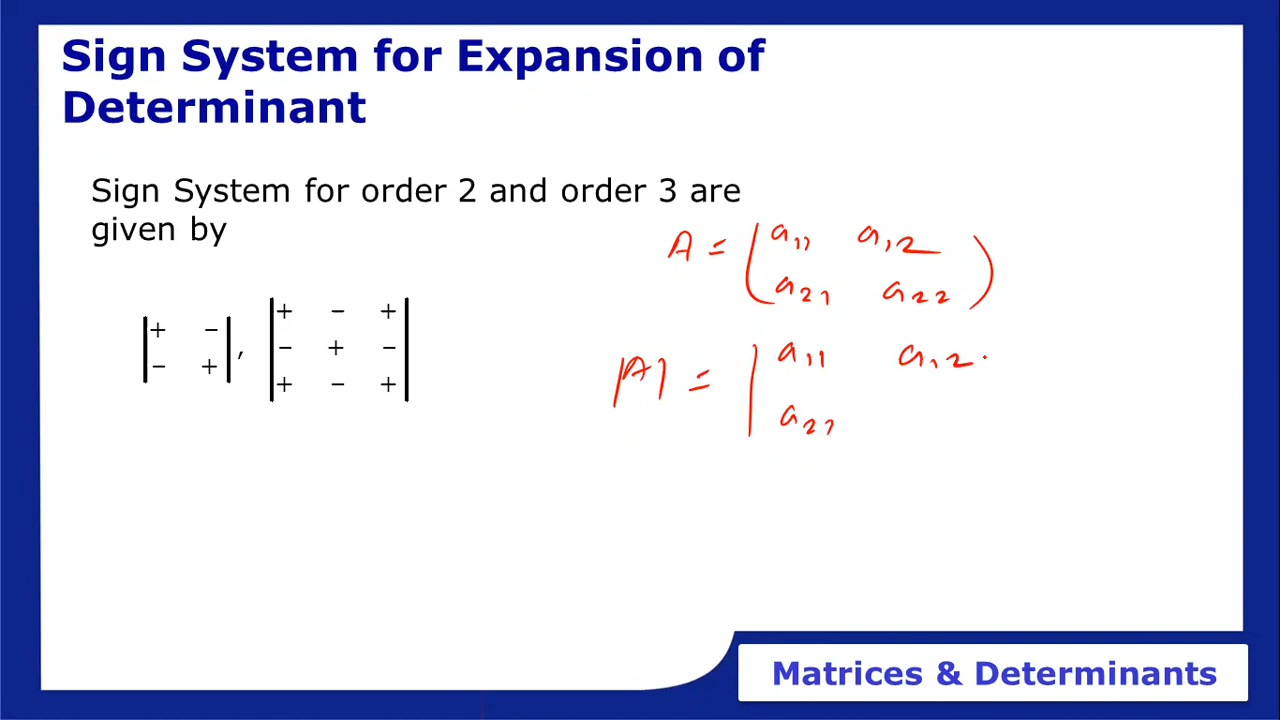 Sign System for Expansion of
Determinant
Sign System for order 2 and order 3 are
given by
A = ( a₁₁ a₁₂
a₂₁ a₂₂ )
|+ −
− +| ,
|+ − +
− + −
+ − +|
|A| = | a₁₁ a₁₂
a₂₁
Matrices & Determinants